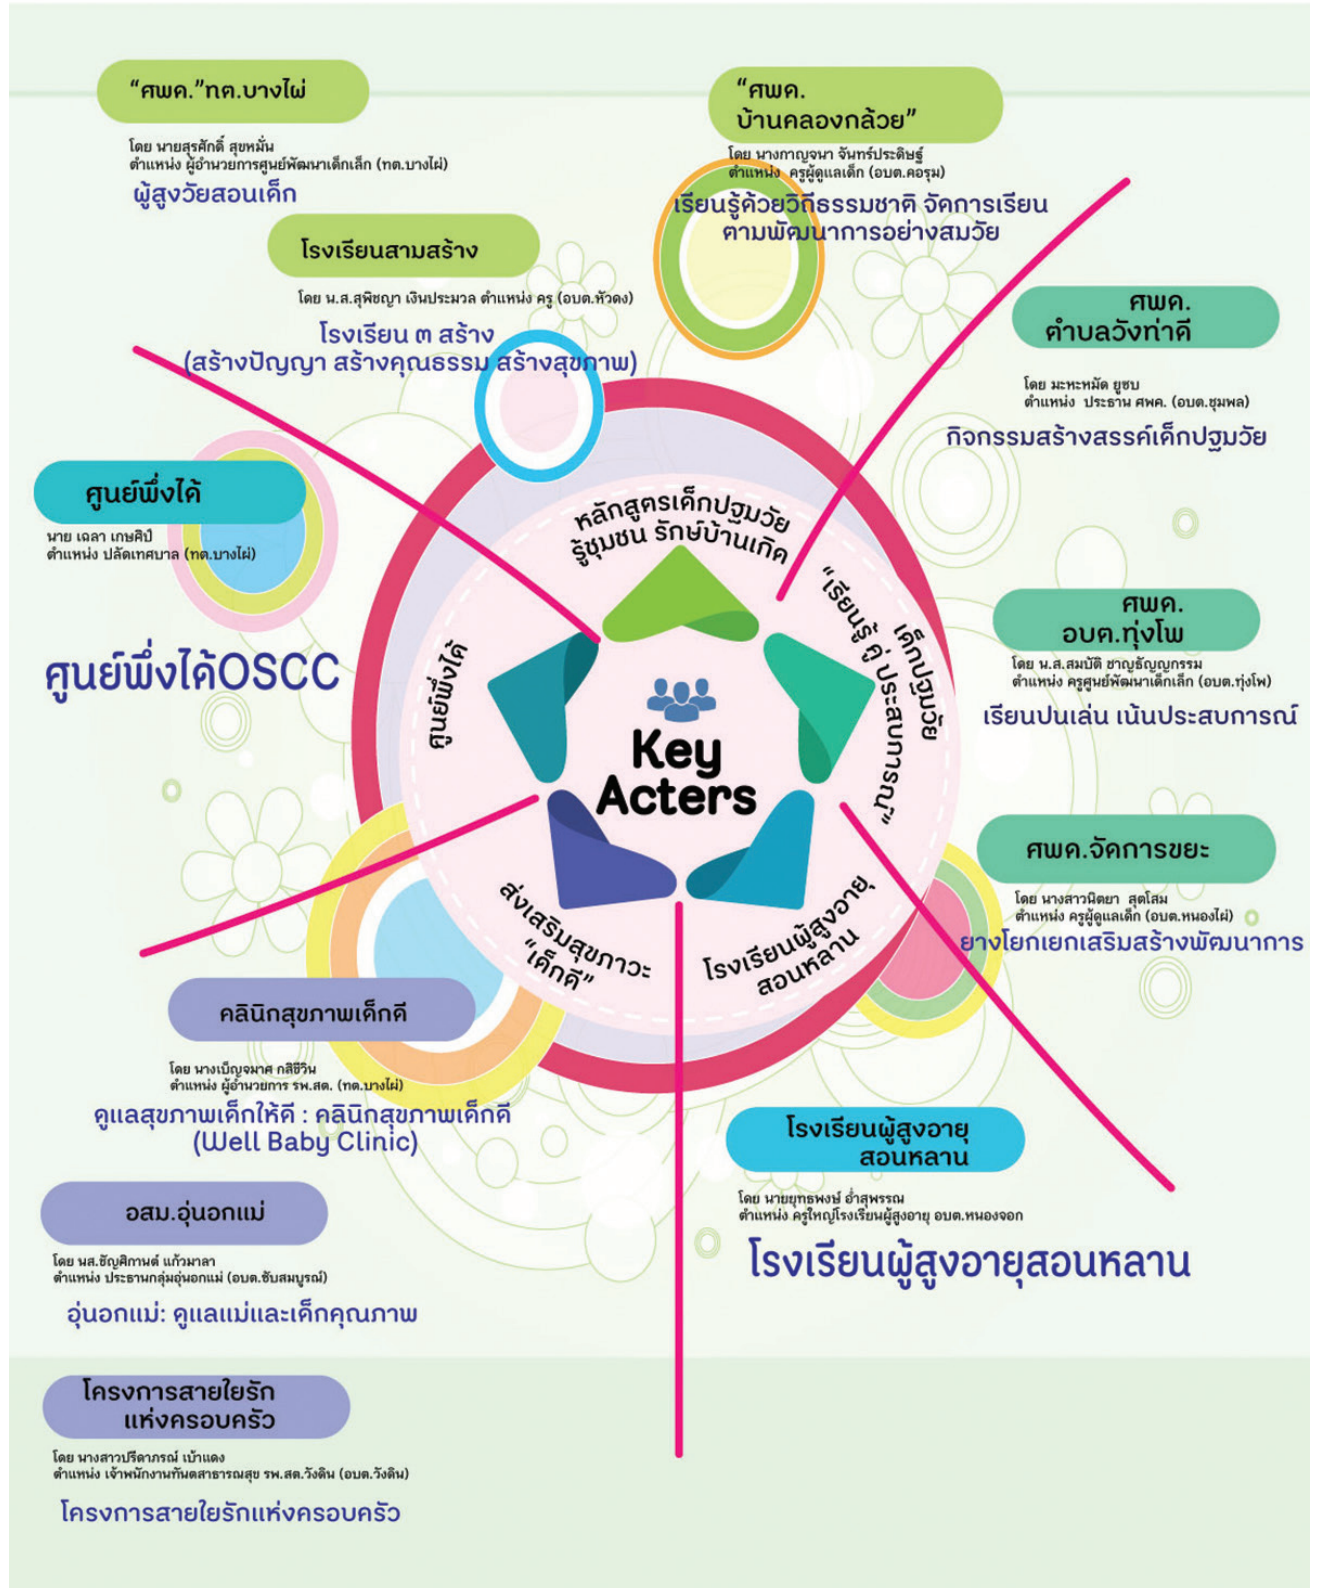 “ศพค.”ทต.บางไผ่
โดย นายสุรศักดิ์ สุขหมั่น
ตำแหน่ง ผู้อำนวยการศูนย์พัฒนาเด็กเล็ก (ทต.บางไผ่)
ผู้สูงวัยสอนเด็ก
โรงเรียนสามสร้าง
โดย น.ส.สุพิชญา เงินประมวล ตำแหน่ง ครู (อบต.หัวดง)
โรงเรียน ๓ สร้าง
(สร้างปัญญา สร้างคุณธรรม สร้างสุขภาพ)
“ศพด.
บ้านคลองกล้วย”
โดย นางกาญจนา จันทร์ประดิษฐ์
ตำแหน่ง ครูผู้ดูแลเด็ก (อบต.คอรุม)
เรียนรู้ด้วยวิถีธรรมชาติ จัดการเรียน
ตามพัฒนาการอย่างสมวัย
ศพด.
ตำบลวังท่าดี
โดย มะหะหมัด ยูซบ
ตำแหน่ง ประธาน ศพค. (อบต.ชุมพล)
กิจกรรมสร้างสรรค์เด็กปฐมวัย
ศพด.
อบต.ทุ่งโพ
โดย น.ส.สมบัติ ชาญธัญญกรรม
ตำแหน่ง ครูศูนย์พัฒนาเด็กเล็ก (อบต.ทุ่งโพ)
เรียนปนเล่น เน้นประสบการณ์
ศพด.จัดการขยะ
โดย นางสาวนิตยา สุดโสม
ตำแหน่ง ครูผู้ดูแลเด็ก (อบต.หนองไผ่)
ยางโยกเยกเสริมสร้างพัฒนาการ
ศูนย์พึ่งได้
นาย เฉลา เกษศิป์
ตำแหน่ง ปลัดเทศบาล (ทต.บางไผ่)
ศูนย์พึ่งได้OSCC
หลักสูตรเด็กปฐมวัย
รู้ชุมชน รักษ์บ้านเกิด
เด็กปฐมวัย
“เรียนรู้ คู่ ประสบการณ์”
ศูนย์พึ่งได้
Key
Acters
ส่งเสริมสุขภาวะ
“เด็กดี”
โรงเรียนผู้สูงอายุ
สอนหลาน
คลินิกสุขภาพเด็กดี
โดย นางเบ็ญจมาศ กสิชีวิน
ตำแหน่ง ผู้อำนวยการ รพ.สต. (ทต.บางไผ่)
ดูแลสุขภาพเด็กให้ดี : คลินิกสุขภาพเด็กดี
(Well Baby Clinic)
โรงเรียนผู้สูงอายุ
สอนหลาน
โดย นายยุทธพงษ์ อ่ำสุพรรณ
ตำแหน่ง ครูใหญ่โรงเรียนผู้สูงอายุ อบต.หนองจอก
โรงเรียนผู้สูงอายุสอนหลาน
อสม.อุ่นอกแม่
โดย นส.ธัญศิกานต์ แก้วมาลา
ตำแหน่ง ประธานกลุ่มอุ่นอกแม่ (อบต.ซับสมบูรณ์)
อุ่นอกแม่: ดูแลแม่และเด็กคุณภาพ
โครงการสายใยรัก
แห่งครอบครัว
โดย นางสาวปรีดาภรณ์ เบ้าแดง
ตำแหน่ง เจ้าพนักงานทันตสาธารณสุข รพ.สต.วังดิน (อบต.วังดิน)
โครงการสายใยรักแห่งครอบครัว